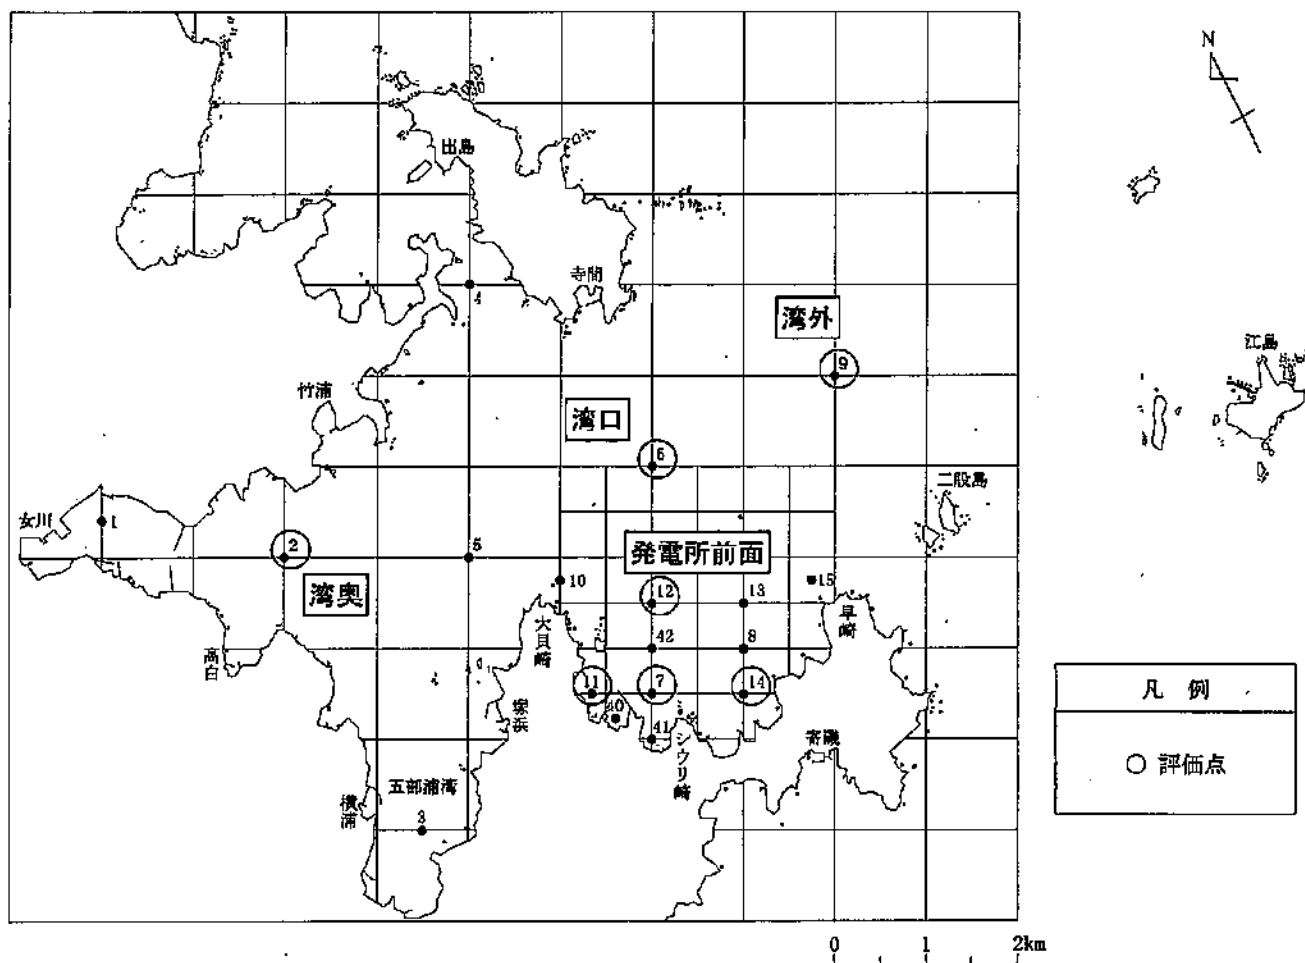 N
出島
4
寺間
湾外
9
江島
竹浦
湾口
6
二股島
女川
1
2
5
発電所前面
湾奥
10
12
13
15
大貝崎
早崎
高白
42
8
11
7
14
40
塚浜
41
シウリ崎
寄磯
凡例
○ 評価点
五部浦湾
横浦
3
0 1 2km